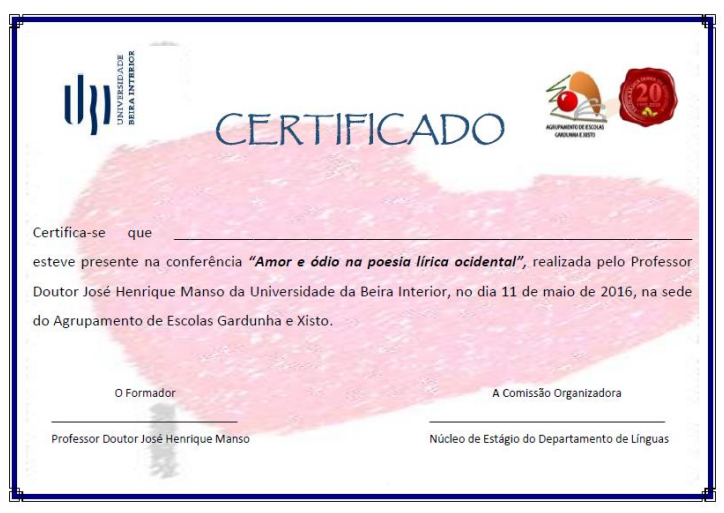 UNIVERSIDADE
BEIRA INTERIOR
CERTIFICADO
AGRUPAMENTO DE ESCOLAS
GARDUNHA E XISTO
20
Certifica-se que
esteve presente na conferência “Amor e ódio na poesia lírica ocidental”, realizada pelo Professor
Doutor José Henrique Manso da Universidade da Beira Interior, no dia 11 de maio de 2016, na sede
do Agrupamento de Escolas Gardunha e Xisto.
O Formador
A Comissão Organizadora
Professor Doutor José Henrique Manso
Núcleo de Estágio do Departamento de Línguas